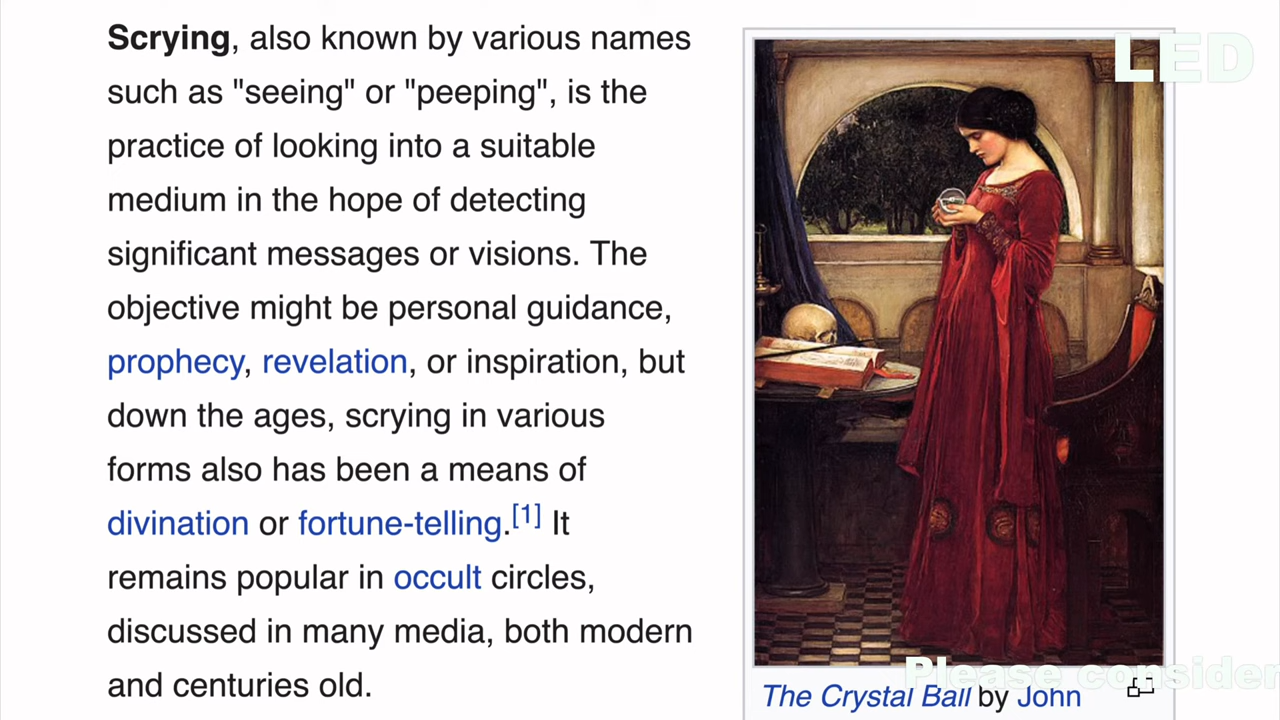 Scrying, also known by various names
such as "seeing" or "peeping", is the
practice of looking into a suitable
medium in the hope of detecting
significant messages or visions. The
objective might be personal guidance,
prophecy, revelation, or inspiration, but
down the ages, scrying in various
forms also has been a means of
divination or fortune-telling.[1] It
remains popular in occult circles,
discussed in many media, both modern
and centuries old.
LED
Please consider
The Crystal Ball by John